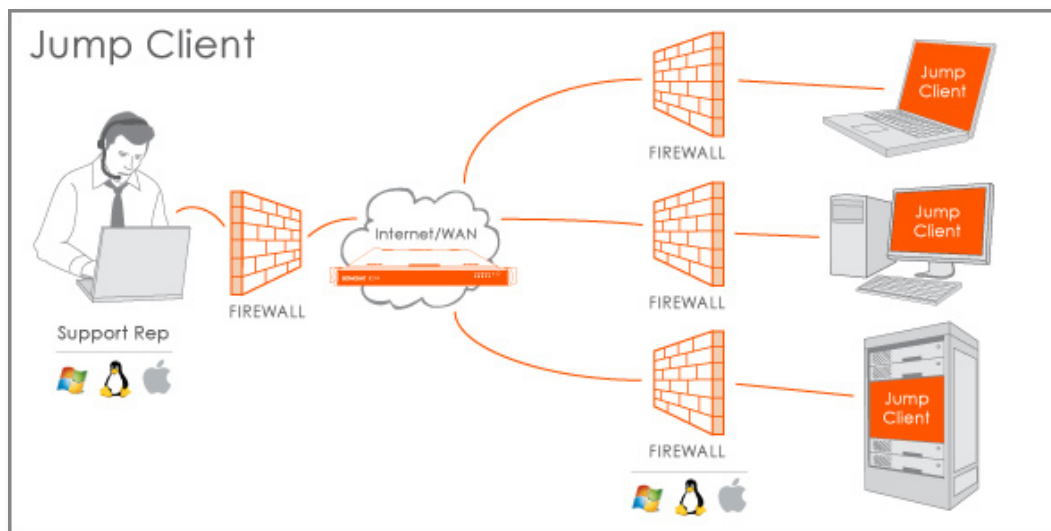 Jump Client
Jump
Client
FIREWALL
Internet/WAN
Jump
Client
FIREWALL
FIREWALL
Support Rep
Jump
Client
FIREWALL